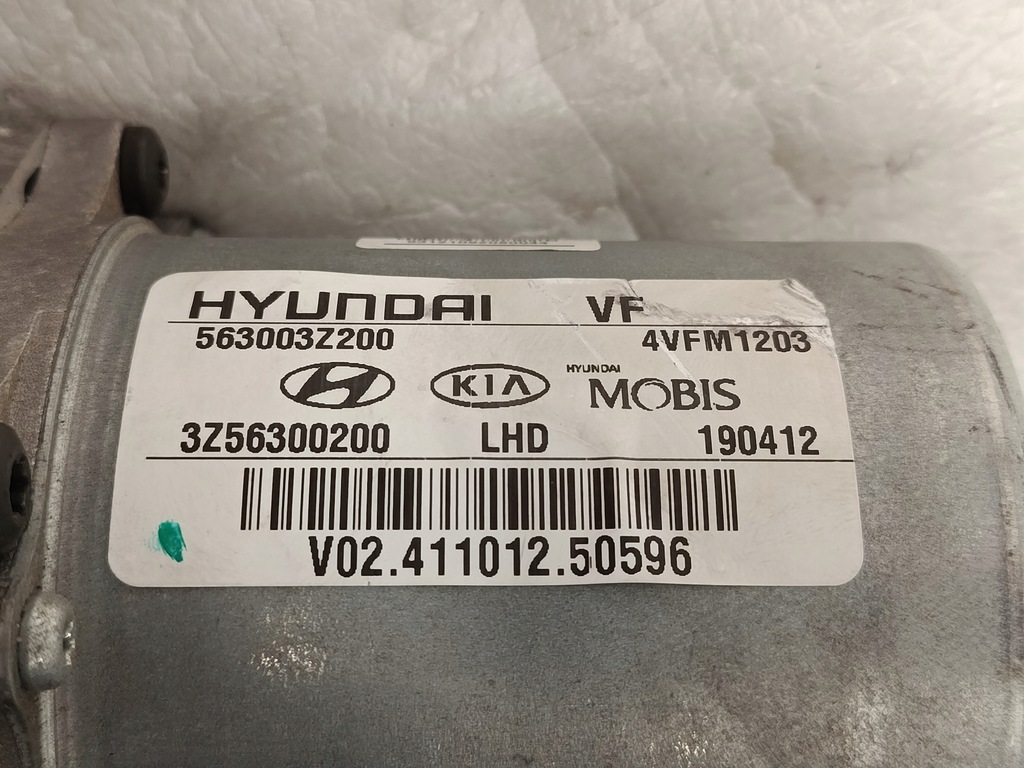 HYUNDAI VF
563003Z200 4VFM1203
KIA HYUNDAI MOBIS
3Z56300200 LHD 190412
V02.411012.50596